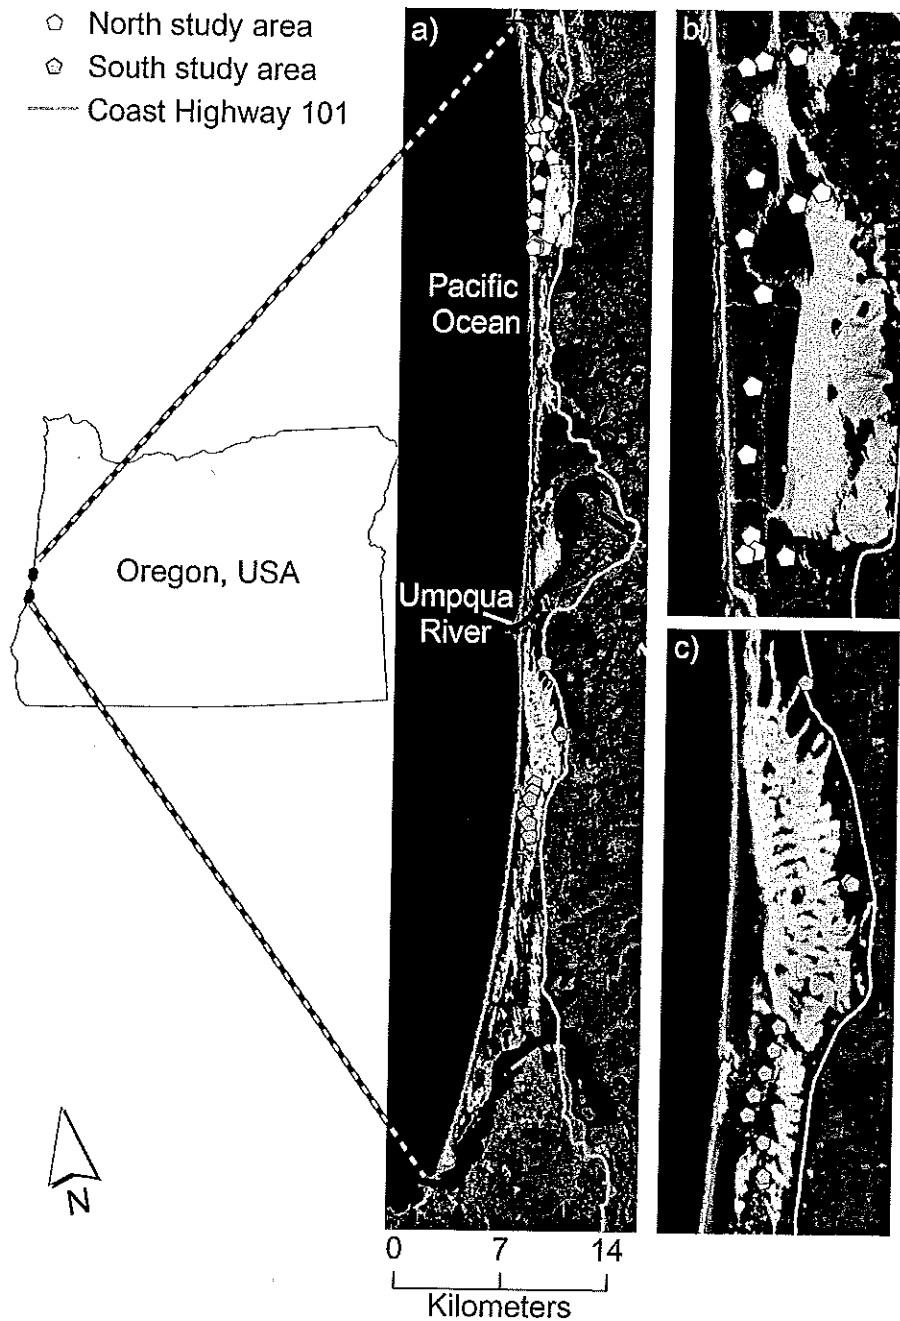 North study area
South study area
Coast Highway 101
a)
b)
Pacific
Ocean
Oregon, USA
Umpqua
River
c)
N
0 7 14
Kilometers